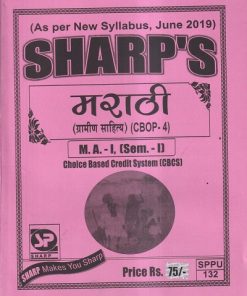 (As per New Syllabus, June 2019)
SHARP'S
मराठी
(ग्रामीण साहित्य) (CBOP- 4)
M. A. - I, (Sem. - I)
Choice Based Credit System (CBCS)
SP
SHARP
SHARP Makes You Sharp
Price Rs. 75/-
SPPU
132